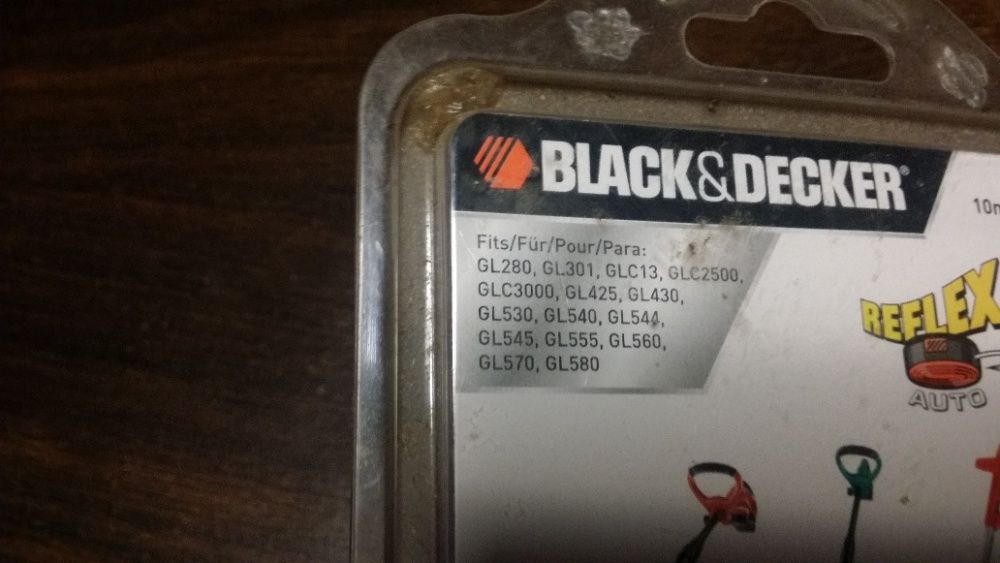 BLACK&DECKER®
10m
Fits/Für/Pour/Para:
GL280, GL301, GLC13, GLC2500,
GLC3000, GL425, GL430,
GL530, GL540, GL544,
GL545, GL555, GL560,
GL570, GL580
REFLEX
AUTO